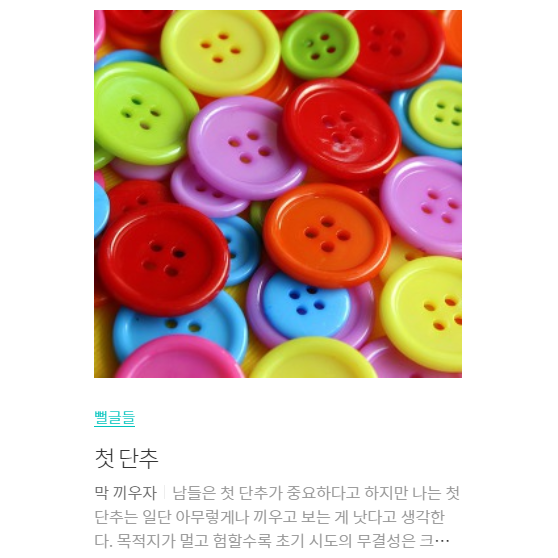 뻘글들
첫 단추
막 끼우자 | 남들은 첫 단추가 중요하다고 하지만 나는 첫
단추는 일단 아무렇게나 끼우고 보는 게 낫다고 생각한
다. 목적지가 멀고 험할수록 초기 시도의 무결성은 크…